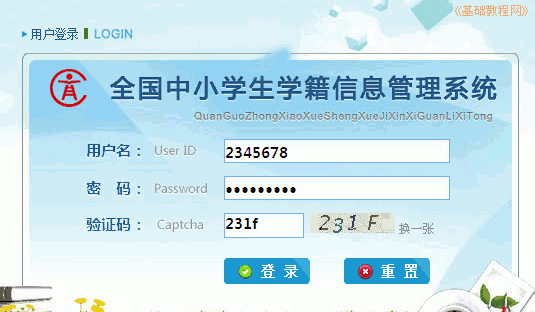 《基础教程网》
用户登录 LOGIN
全国中小学生学籍信息管理系统
QuanGuoZhongXiaoXueShengXueJiXinXiGuanLiXiTong
用户名： User ID 2345678
密 码： Password •••••••••
验证码： Captcha 231f 231F 换一张
登 录 重 置